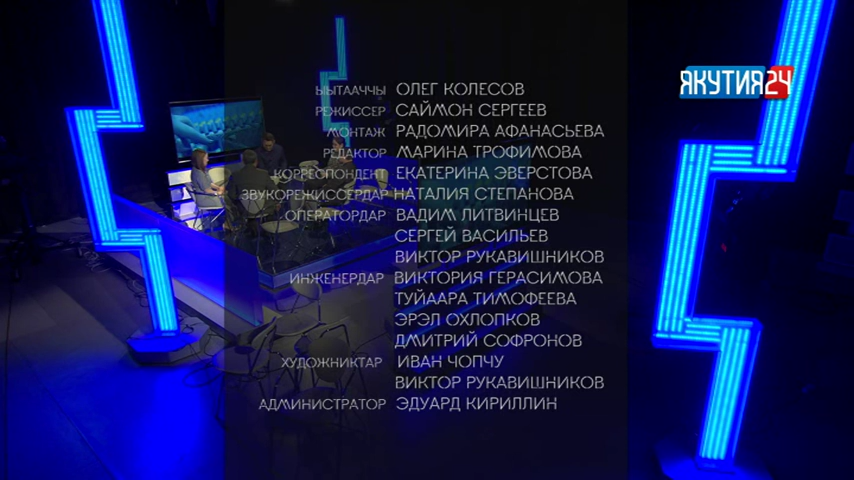 ЯКУТИЯ24
ЫЫТААЧЧЫ ОЛЕГ КОЛЕСОВ
РЕЖИССЕР САЙМОН СЕРГЕЕВ
МОНТАЖ РАДОМИРА АФАНАСЬЕВА
РЕДАКТОР МАРИНА ТРОФИМОВА
КОРРЕСПОНДЕНТ ЕКАТЕРИНА ЭВЕРСТОВА
ЗВУКОРЕЖИССЕРДАР НАТАЛИЯ СТЕПАНОВА
ОПЕРАТОРДАР ВАДИМ ЛИТВИНЦЕВ
СЕРГЕЙ ВАСИЛЬЕВ
ВИКТОР РУКАВИШНИКОВ
ИНЖЕНЕРДАР ВИКТОРИЯ ГЕРАСИМОВА
ТУЙААРА ТИМОФЕЕВА
ЭРЭЛ ОХЛОПКОВ
ДМИТРИЙ СОФРОНОВ
ХУДОЖНИКТАР ИВАН ЧОПЧУ
ВИКТОР РУКАВИШНИКОВ
АДМИНИСТРАТОР ЭДУАРД КИРИЛЛИН